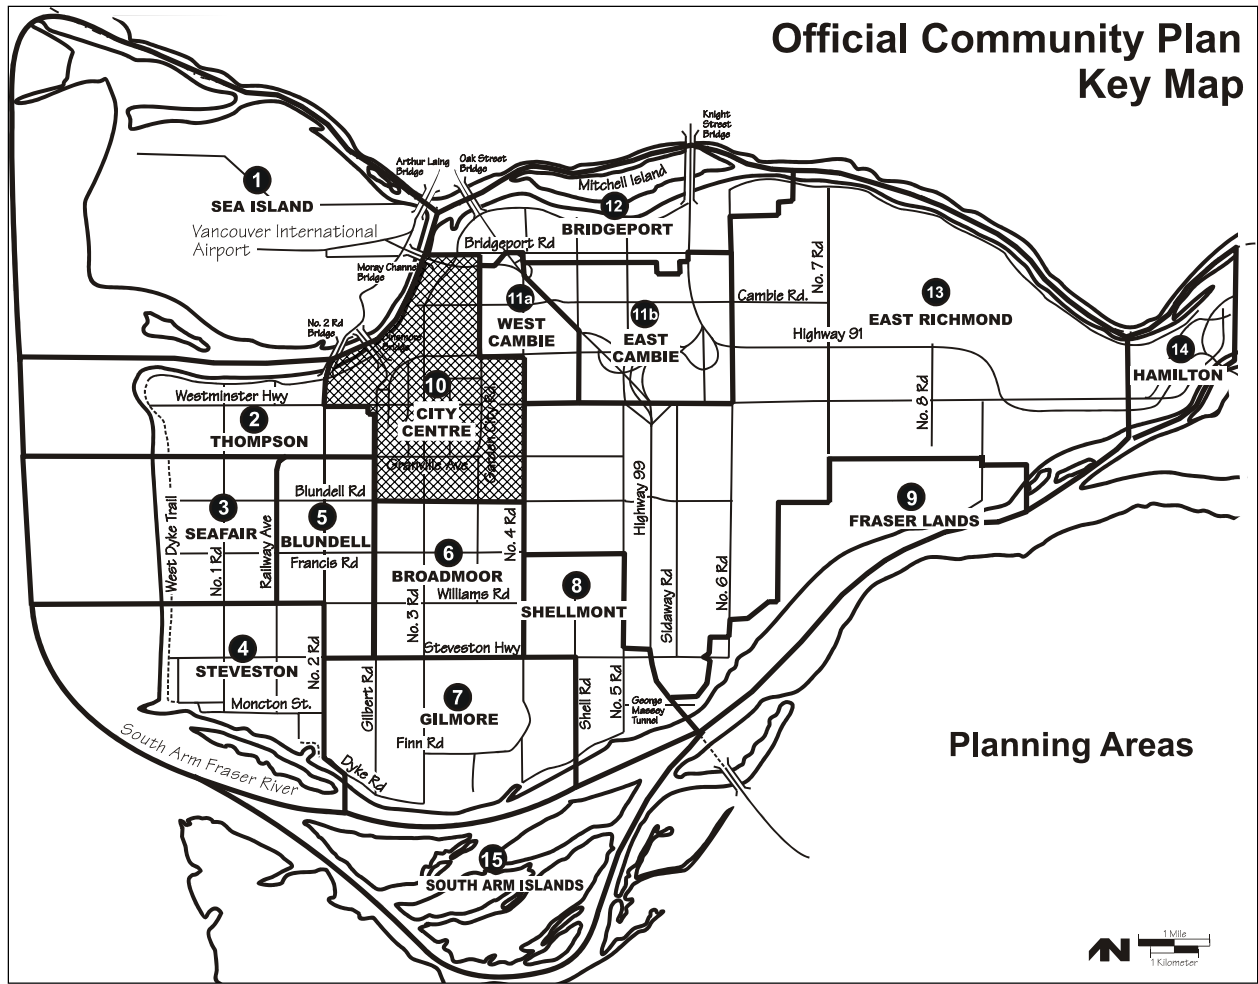 Official Community Plan
Key Map
Knight
Street
Bridge
Arthur Laing
Bridge
Oak Street
Bridge
Mitchell Island
1
SEA ISLAND
12
BRIDGEPORT
Vancouver International
Airport
Bridgeport Rd
Moray Channel
Bridge
No. 7 Rd
11a
WEST
CAMBIE
11b
EAST
CAMBIE
Cambie Rd.
13
EAST RICHMOND
No. 2 Rd
Bridge
Bridge
Highway 91
14
HAMILTON
10
CITY
CENTRE
Garden City Rd.
Westminster Hwy
2
THOMPSON
No. 8 Rd
Granville Ave
Highway 99
Blundell Rd
9
FRASER LANDS
3
SEAFAIR
5
BLUNDELL
West Dyke Trail
No. 1 Rd
Railway Ave
Francis Rd
No. 4 Rd
6
BROADMOOR
Williams Rd
8
SHELLMONT
No. 3 Rd
Sidaway Rd
No. 6 Rd
4
STEVESTON
No. 2 Rd
Steveston Hwy
Gilbert Rd
7
GILMORE
Shell Rd
No. 5 Rd
George
Massey
Tunnel
Moncton St.
Finn Rd
Planning Areas
South Arm Fraser River
Dyke Rd
15
SOUTH ARM ISLANDS
N
1 Mile
1 Kilometer